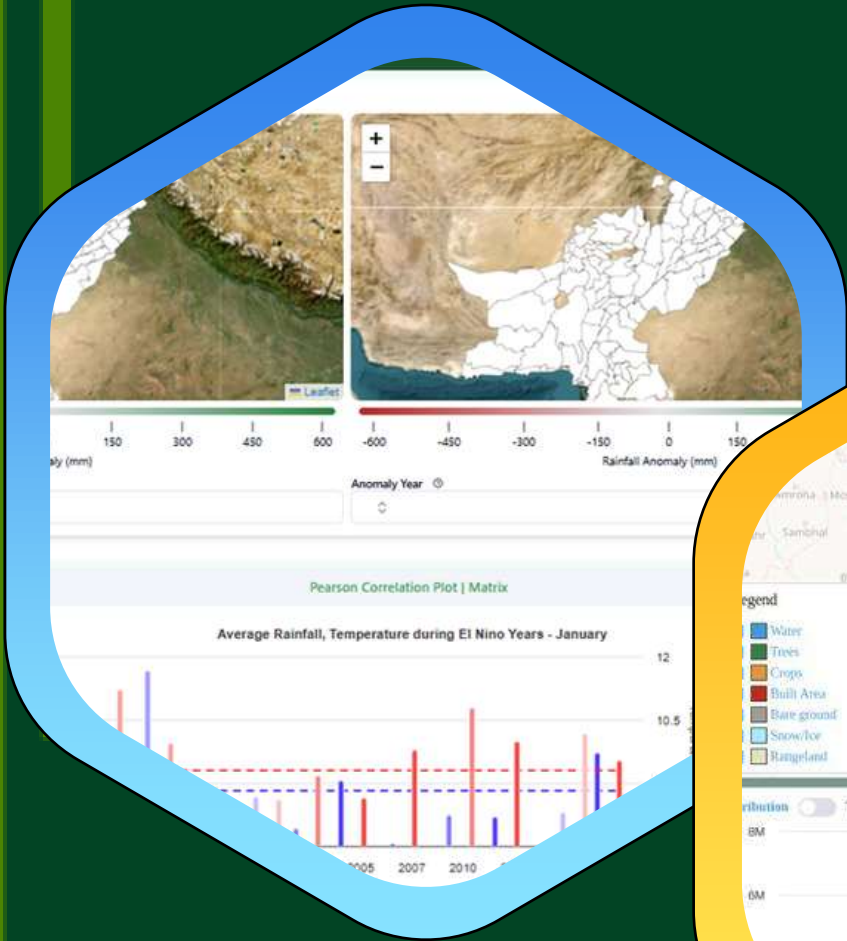 +
−
Leaflet
150 300 450 600
-600 -450 -300 -150 0 150
aly (mm)
Rainfall Anomaly (mm)
Anomaly Year
Pearson Correlation Plot | Matrix
Average Rainfall, Temperature during El Nino Years - January
12
10.5
2005 2007 2010
Sambhal
egend
Water
Trees
Crops
Built Area
Bare ground
Snow/Ice
Rangeland
ribution
8M
6M